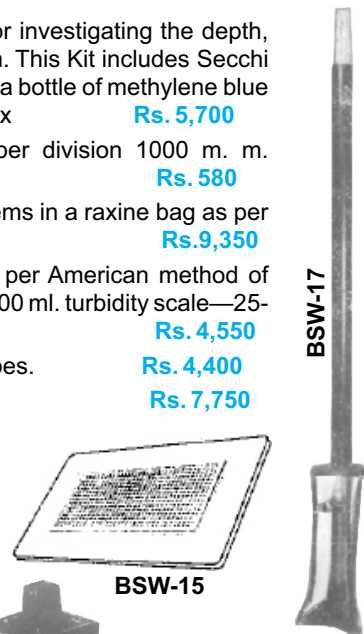 or investigating the depth,
. This Kit includes Secchi
a bottle of methylene blue
x Rs. 5,700
per division 1000 m. m.
Rs. 580
ems in a raxine bag as per
Rs.9,350
per American method of
00 ml. turbidity scale—25-
Rs. 4,550
pes. Rs. 4,400
Rs. 7,750
BSW-17
BSW-15